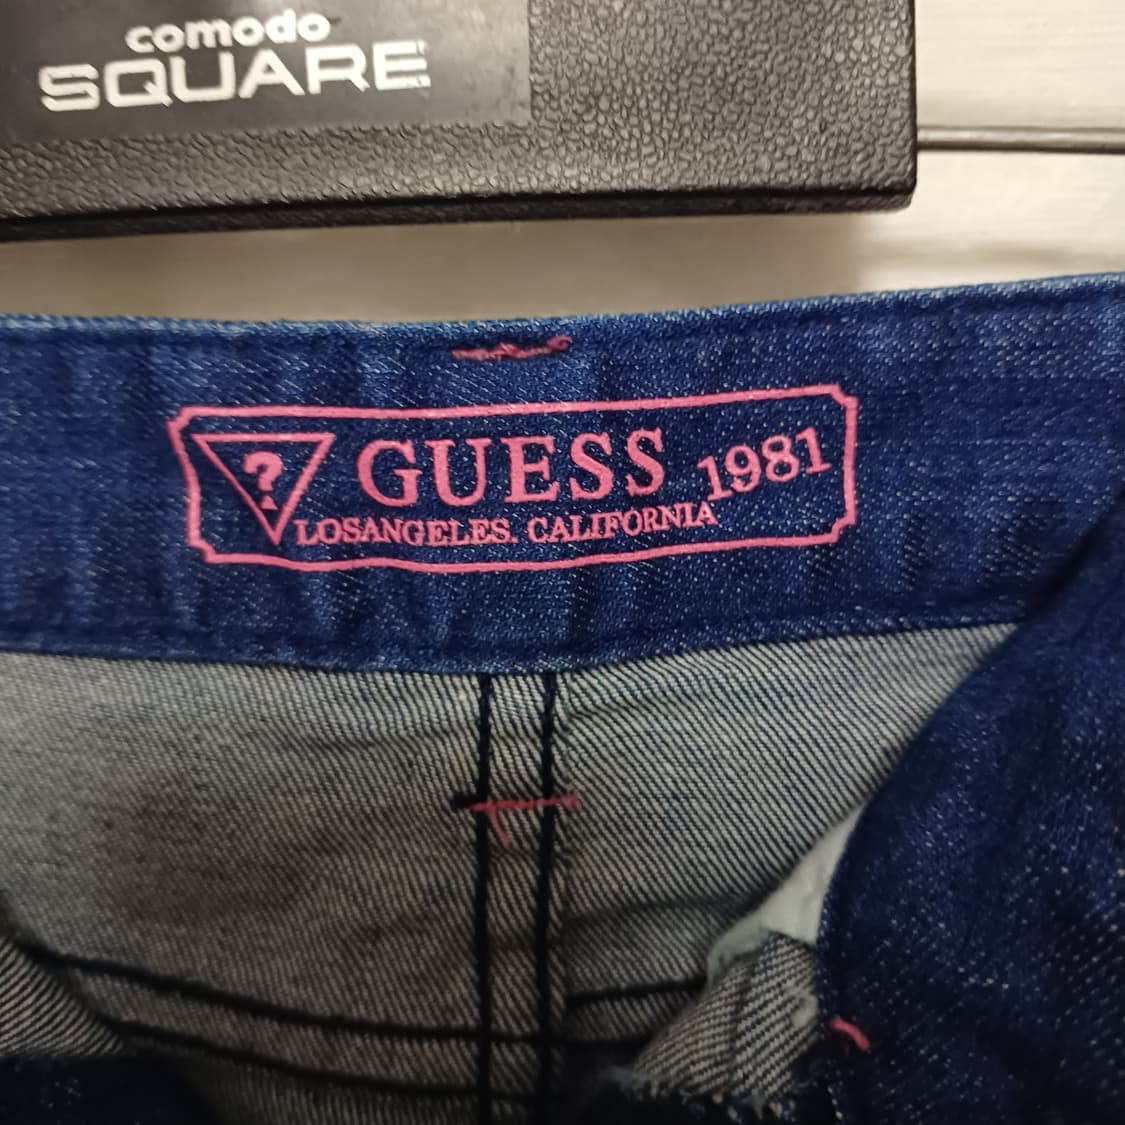 comodo
SQUARE
?
GUESS 1981
LOSANGELES. CALIFORNIA